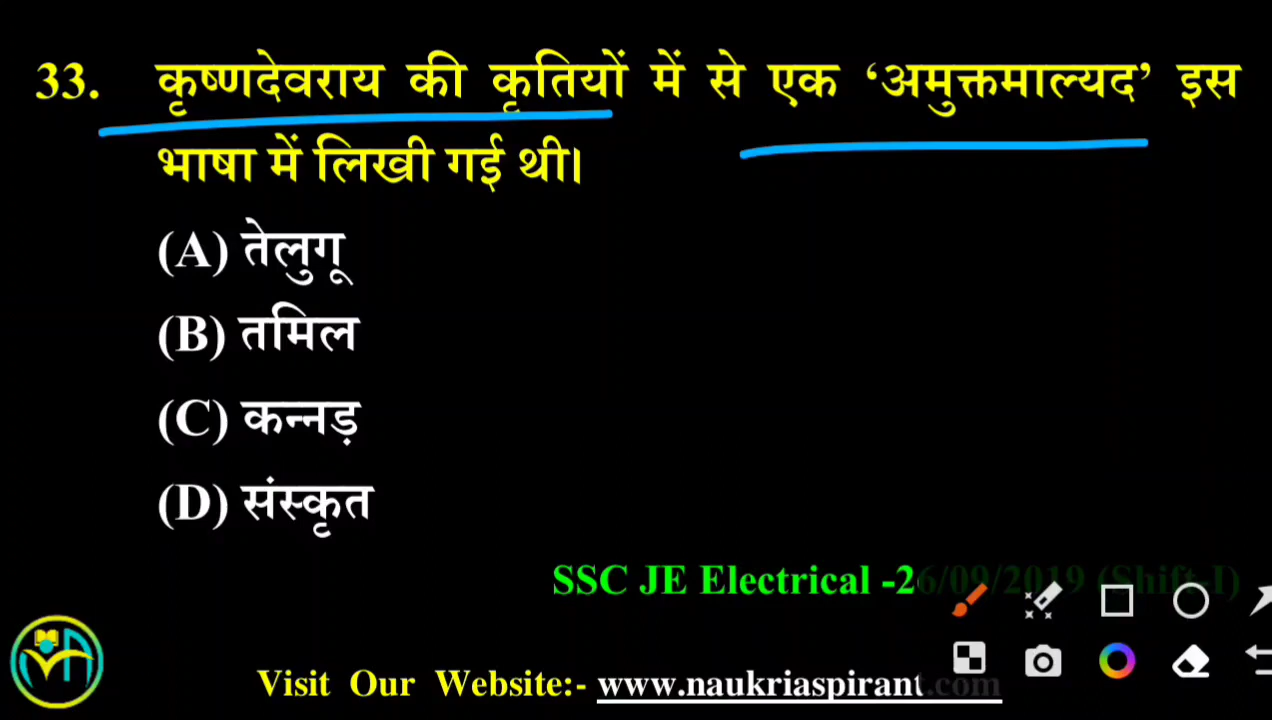 33. कृष्णदेवराय की कृतियों में से एक ‘अमुक्तमाल्यद’ इस
भाषा में लिखी गई थी।
(A) तेलुगू
(B) तमिल
(C) कन्नड़
(D) संस्कृत
SSC JE Electrical -26/09/2019 (Shift-I)
Visit Our Website:- www.naukriaspirant.com